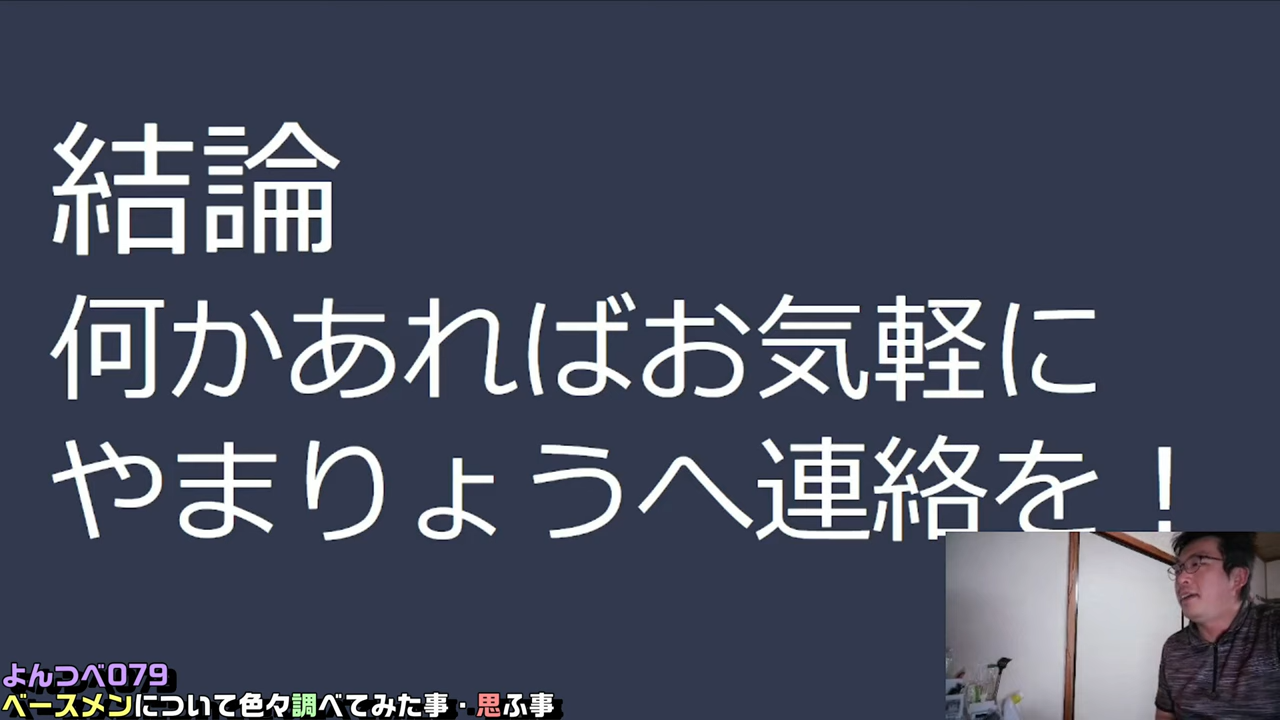 結論
何かあればお気軽に
やまりょうへ連絡を！
よんつべ079
ベースメンについて色々調べてみた事・思ふ事